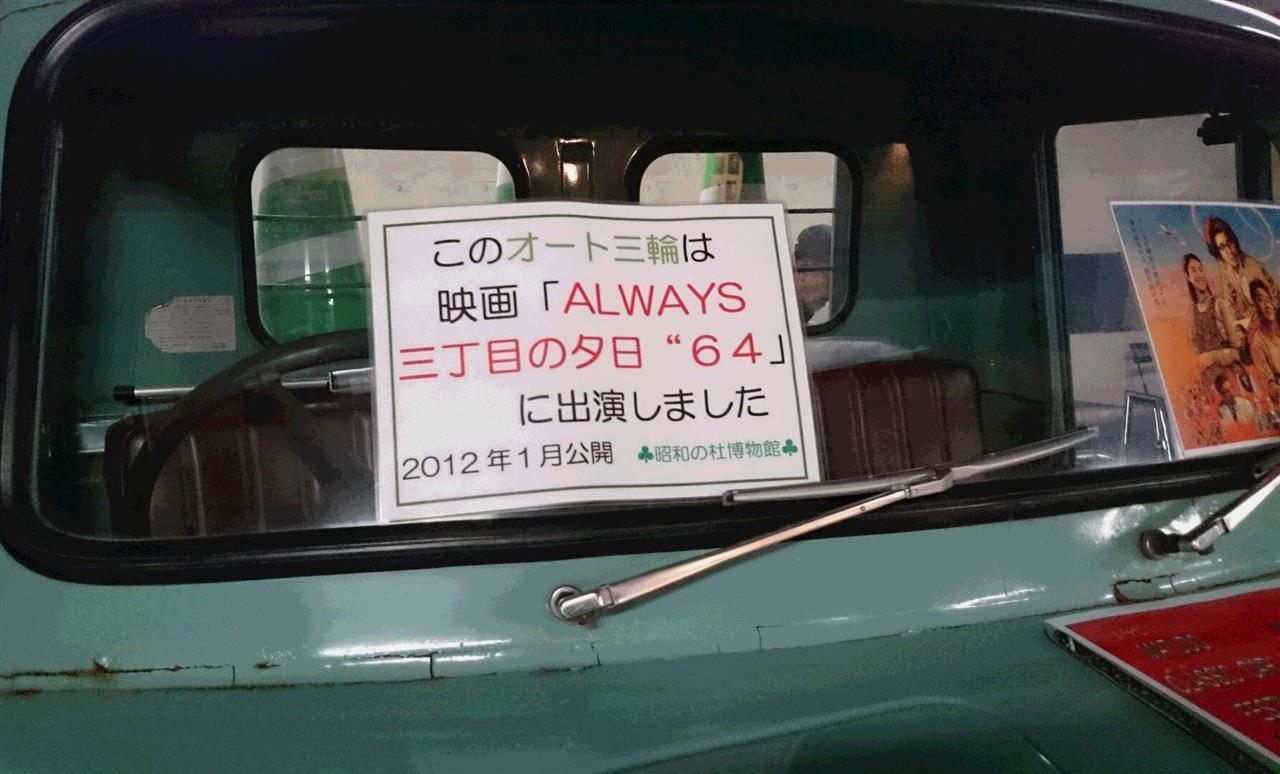 このオート三輪は
映画「ALWAYS
三丁目の夕日“６４」
に出演しました
2012年1月公開 ♣昭和の杜博物館♣
CLASSIC CAR